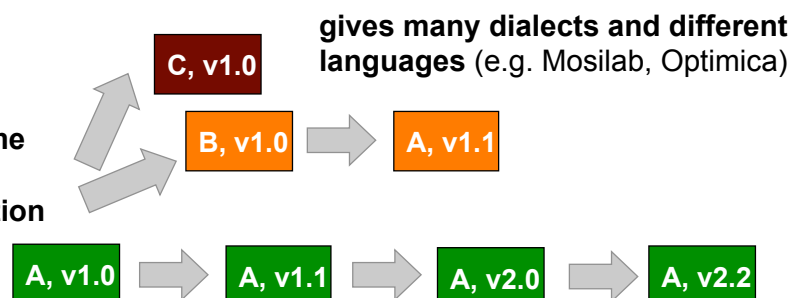 gives many dialects and different
languages (e.g. Mosilab, Optimica)
C, v1.0
B, v1.0
A, v1.1
A, v1.0
A, v1.1
A, v2.0
A, v2.2